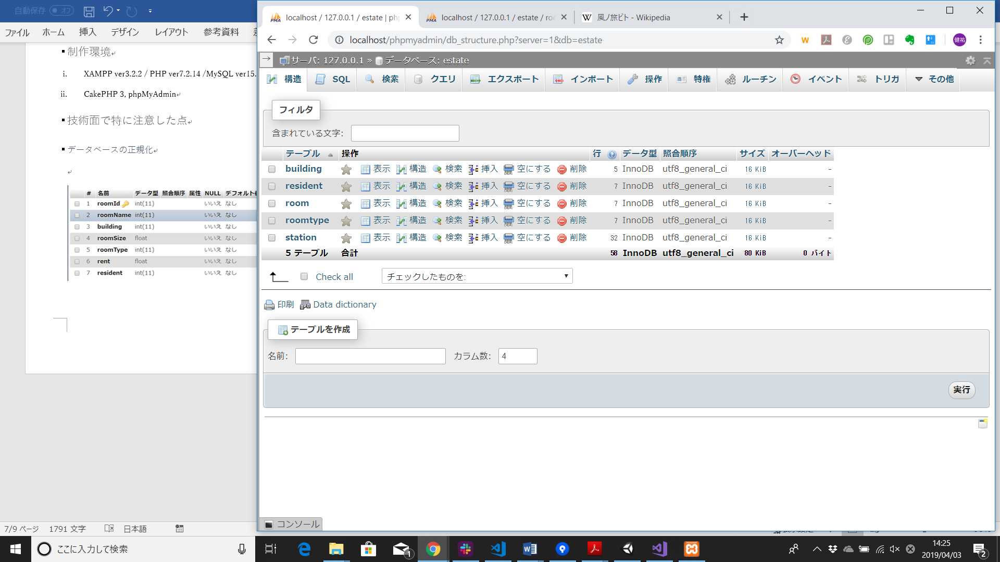 自動保存 オフ
ファイル ホーム 挿入 デザイン レイアウト 参考資料
制作環境
i. XAMPP ver3.2.2 / PHP ver7.2.14 /MySQL ver15.
ii. CakePHP 3, phpMyAdmin
技術面で特に注意した点
データベースの正規化
# 名前 データ型 照合順序 属性 NULL デフォルト値
1 roomId int(11) いいえ なし
2 roomName int(11) いいえ なし
3 building int(11) いいえ なし
4 roomSize float いいえ なし
5 roomType int(11) いいえ なし
6 rent float いいえ なし
7 resident int(11) いいえ なし
7/9 ページ 1791 文字 日本語
localhost / 127.0.0.1 / estate | ph
localhost / 127.0.0.1 / estate / ro
W 風ノ旅ビト - Wikipedia
localhost/phpmyadmin/db_structure.php?server=1&db=estate
健祐
サーバ: 127.0.0.1 » データベース: estate
構造 SQL 検索 クエリ エクスポート インポート 操作 特権 ルーチン イベント トリガ その他
フィルタ
含まれている文字:
テーブル 操作 行 データ型 照合順序 サイズ オーバーヘッド
building 表示 構造 検索 挿入 空にする 削除 5 InnoDB utf8_general_ci 16 KiB -
resident 表示 構造 検索 挿入 空にする 削除 7 InnoDB utf8_general_ci 16 KiB -
room 表示 構造 検索 挿入 空にする 削除 7 InnoDB utf8_general_ci 16 KiB -
roomtype 表示 構造 検索 挿入 空にする 削除 7 InnoDB utf8_general_ci 16 KiB -
station 表示 構造 検索 挿入 空にする 削除 32 InnoDB utf8_general_ci 16 KiB -
5 テーブル 合計 58 InnoDB utf8_general_ci 80 KiB 0 バイト
Check all チェックしたものを:
印刷 Data dictionary
テーブルを作成
名前: カラム数: 4
実行
コンソール
ここに入力して検索
1
14:25
2019/04/03
2